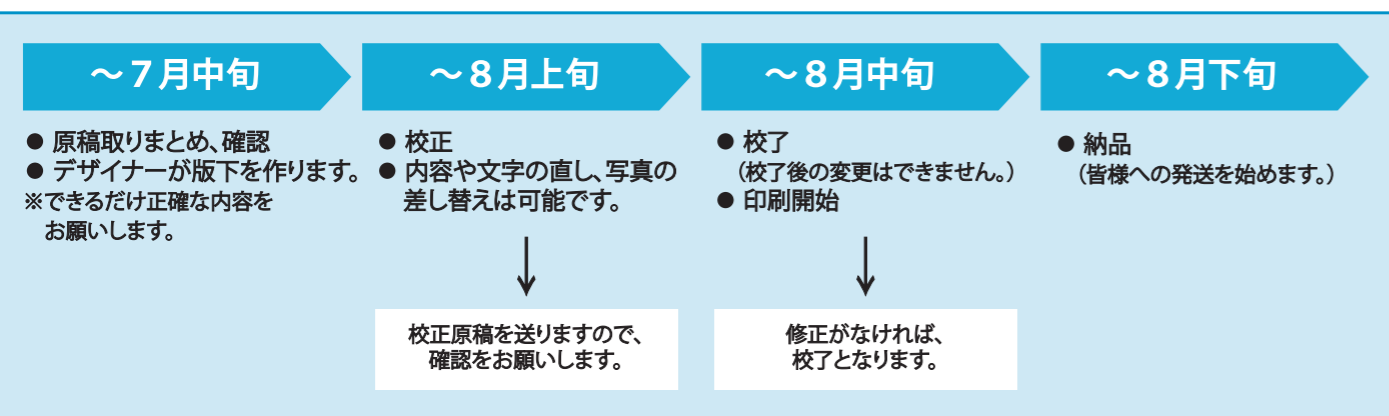 ～7月中旬
● 原稿取りまとめ、確認
● デザイナーが版下を作ります。
※できるだけ正確な内容を
お願いします。
～8月上旬
● 校正
● 内容や文字の直し、写真の
差し替えは可能です。
校正原稿を送りますので、
確認をお願いします。
～8月中旬
● 校了
（校了後の変更はできません。）
● 印刷開始
修正がなければ、
校了となります。
～8月下旬
● 納品
（皆様への発送を始めます。）